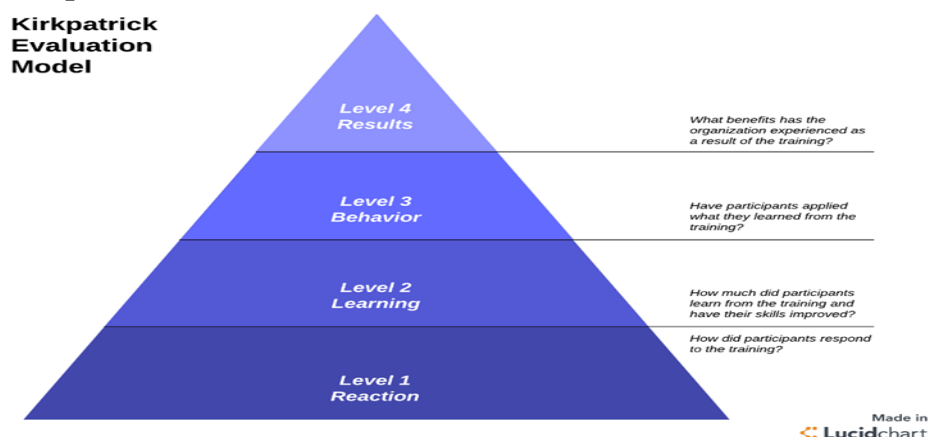 Kirkpatrick
Evaluation
Model
Level 4
Results
What benefits has the
organization experienced as
a result of the training?
Level 3
Behavior
Have participants applied
what they learned from the
training?
Level 2
Learning
How much did participants
learn from the training and
have their skills improved?
How did participants respond
to the training?
Level 1
Reaction
Made in
Lucidchart